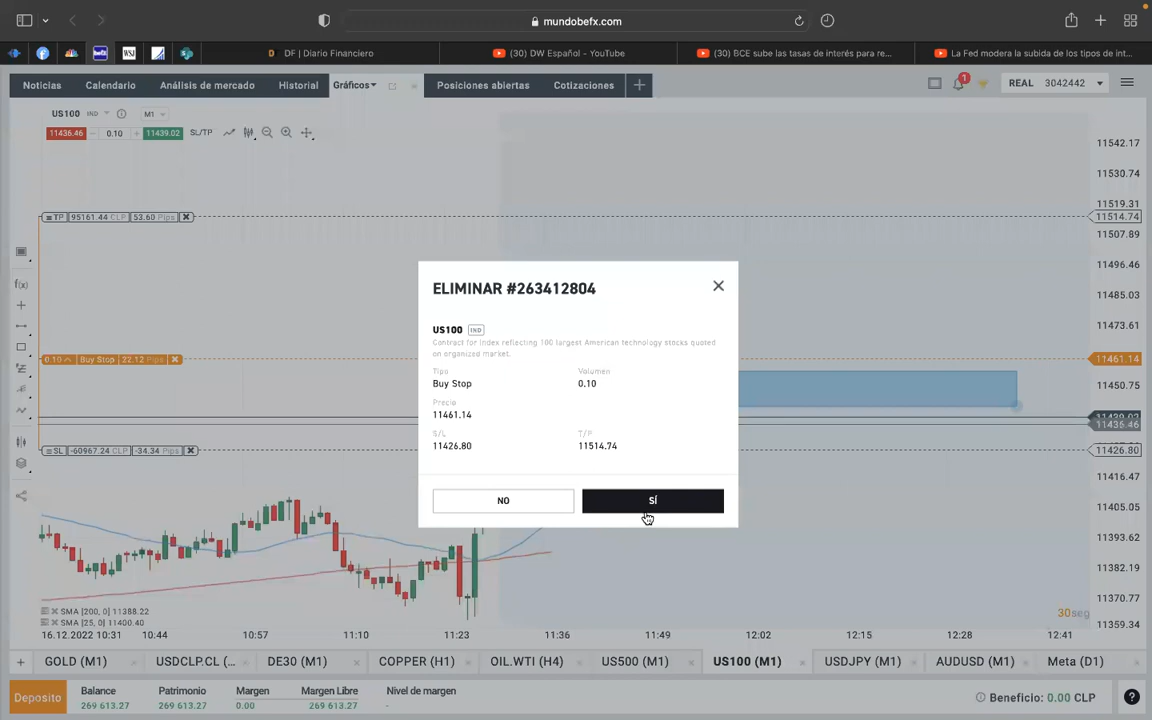 mundobefx.com
BeFX
WSJ
D DF | Diario Financiero
(30) DW Español - YouTube
(30) BCE sube las tasas de interés para re...
La Fed modera la subida de los tipos de int...
Noticias
Calendario
Análisis de mercado
Historial
Gráficos
Posiciones abiertas
Cotizaciones
1
REAL 3042442
US100 IND M1
11436.46 0.10 11439.02 SL/TP
11542.17
11530.74
11519.31
11514.74
11507.89
11496.46
11485.03
11473.61
11461.14
11450.75
11439.02
11436.46
11426.80
11416.47
11405.05
11393.62
11382.19
11370.77
11359.34
TP 95161.44 CLP 53.60 Pips
0.10 Buy Stop 22.12 Pips
SL -60967.24 CLP -34.34 Pips
f(x)
ELIMINAR #263412804
US100 IND
Contract for Index reflecting 100 largest American technology stocks quoted
on organized market.
Tipo Volumen
Buy Stop 0.10
Precio
11461.14
S/L T/P
11426.80 11514.74
NO SÍ
SMA [200, 0] 11388.22
SMA [25, 0] 11400.40
30seg
16.12.2022 10:31 10:44 10:57 11:10 11:23 11:36 11:49 12:02 12:15 12:28 12:41
GOLD (M1) USDCLP.CL (... DE30 (M1) COPPER (H1) OIL.WTI (H4) US500 (M1) US100 (M1) USDJPY (M1) AUDUSD (M1) Meta (D1)
Deposito
Balance Patrimonio Margen Margen Libre Nivel de margen
269 613.27 269 613.27 0.00 269 613.27 -
Beneficio: 0.00 CLP